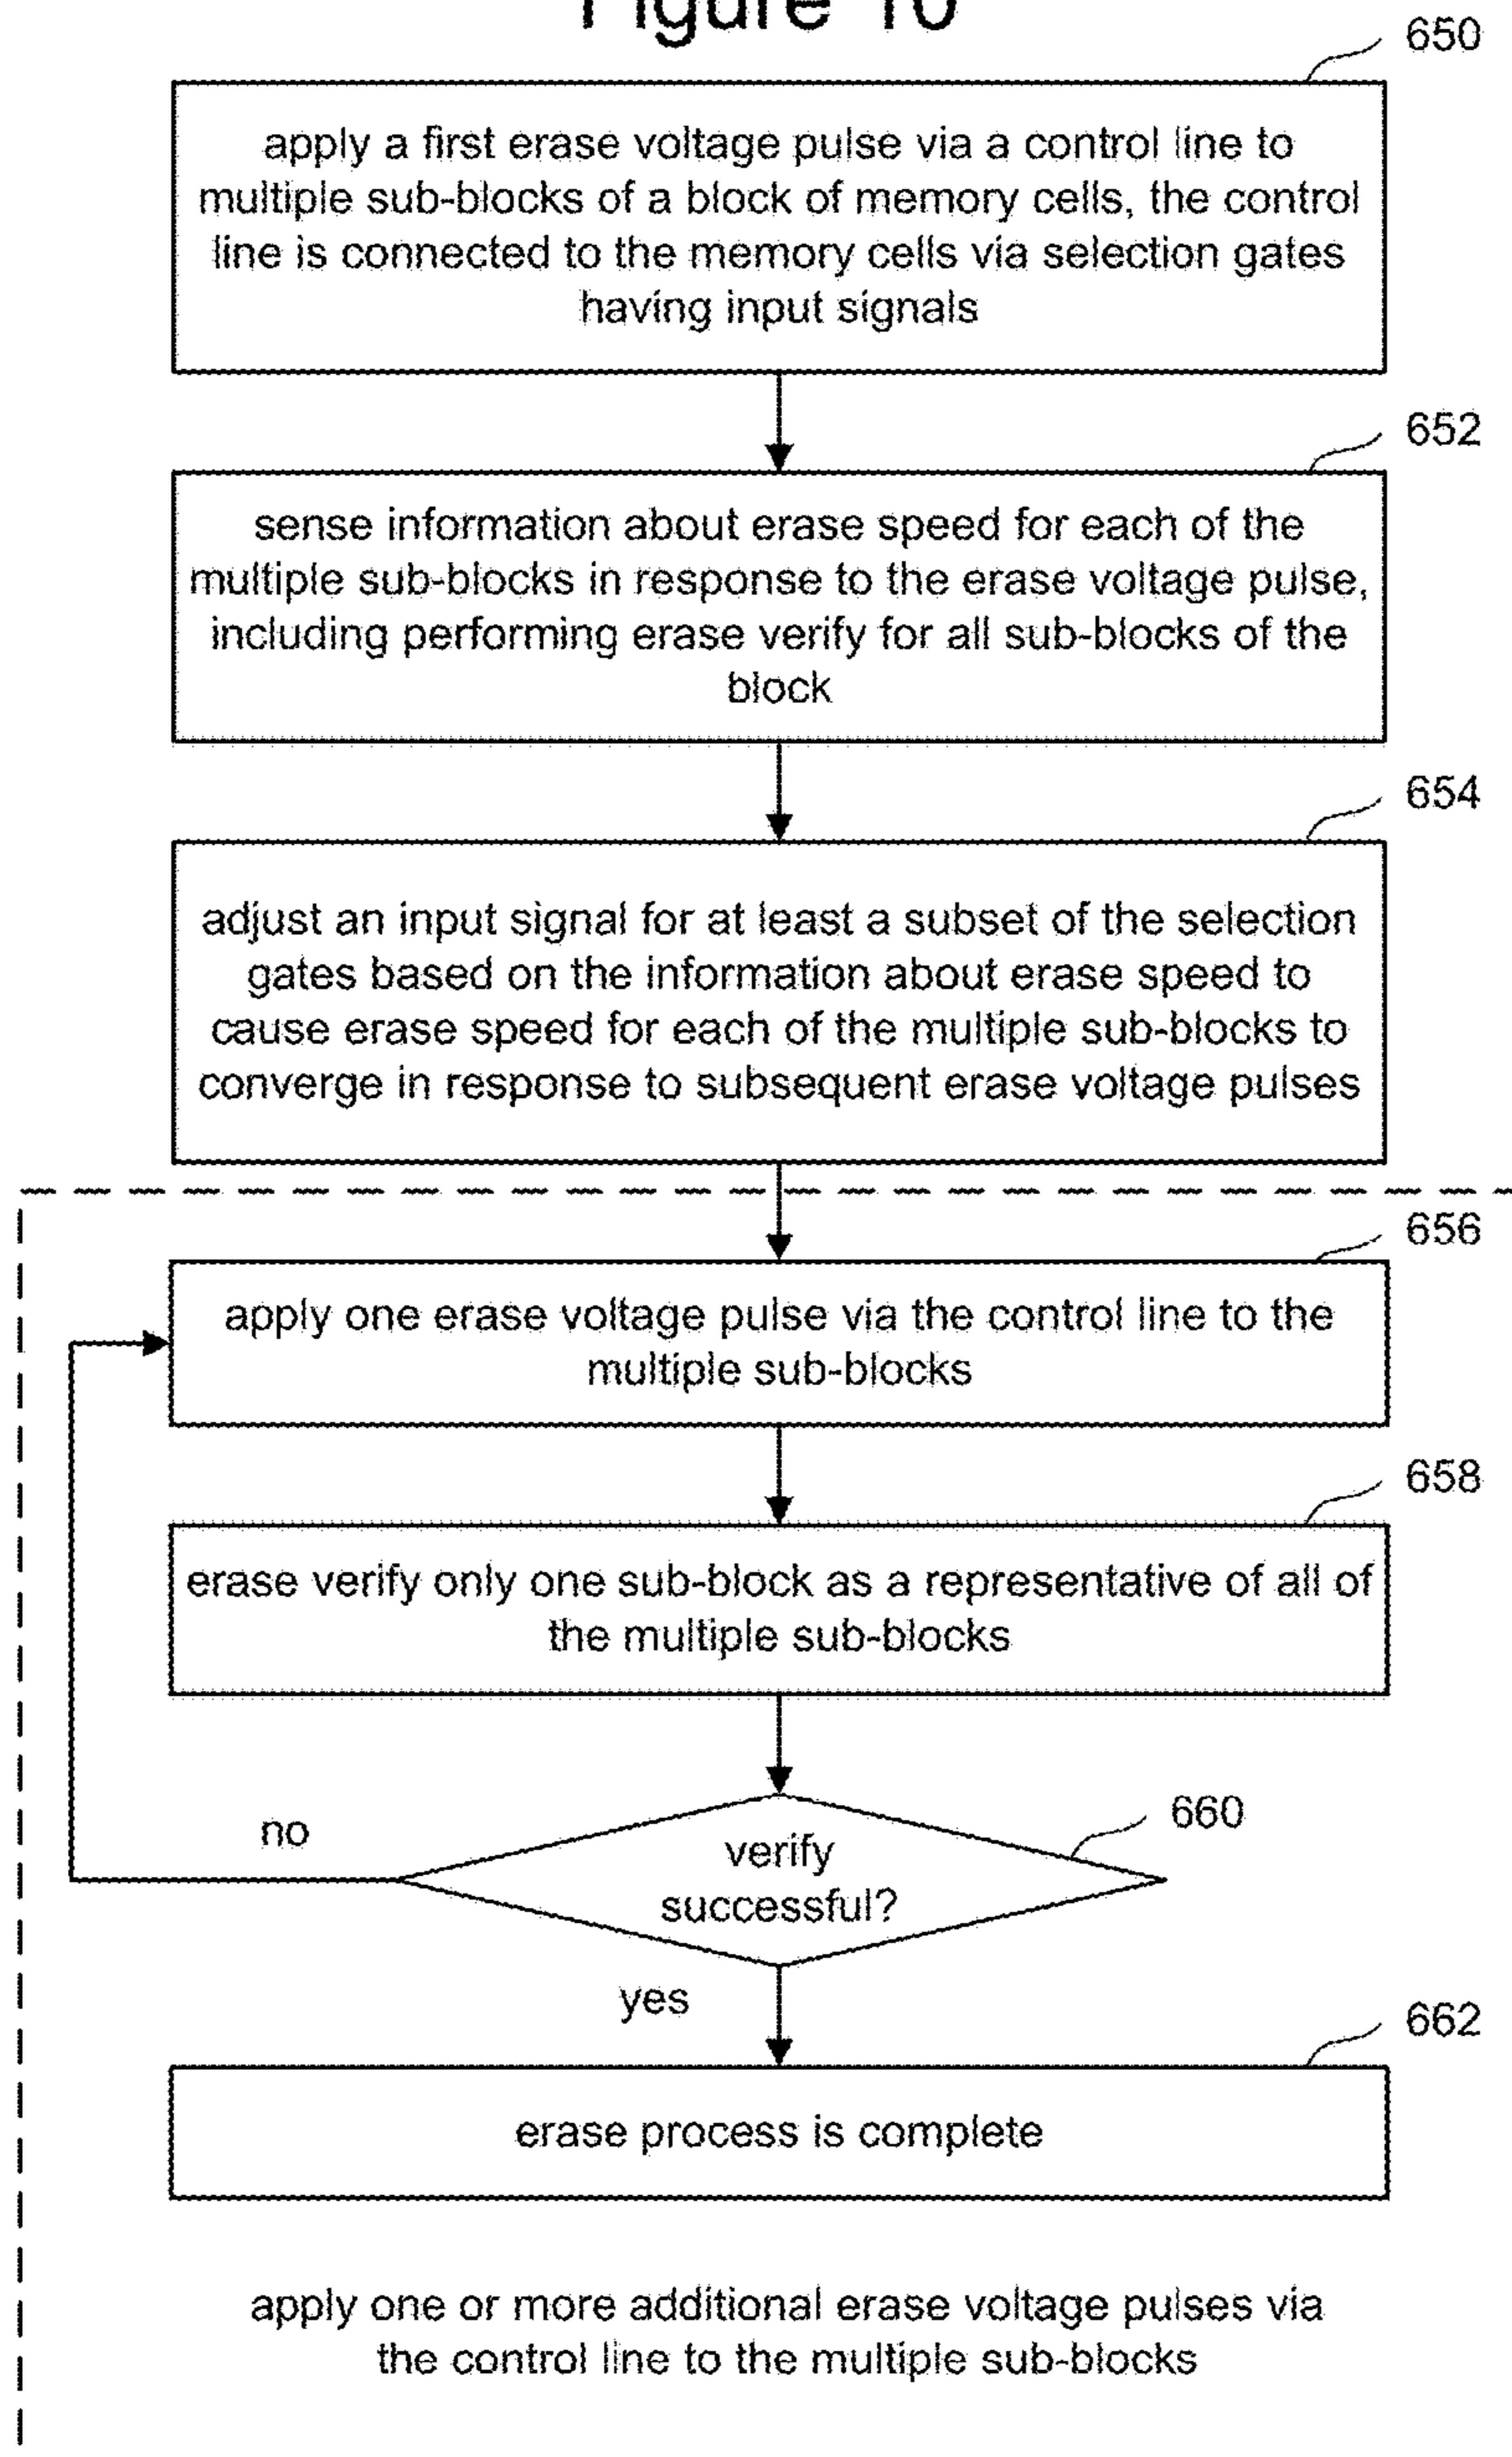 Figure 10
650
apply a first erase voltage pulse via a control line to
multiple sub-blocks of a block of memory cells, the control
line is connected to the memory cells via selection gates
having input signals
652
sense information about erase speed for each of the
multiple sub-blocks in response to the erase voltage pulse,
including performing erase verify for all sub-blocks of the
block
654
adjust an input signal for at least a subset of the selection
gates based on the information about erase speed to
cause erase speed for each of the multiple sub-blocks to
converge in response to subsequent erase voltage pulses
656
apply one erase voltage pulse via the control line to the
multiple sub-blocks
658
erase verify only one sub-block as a representative of all of
the multiple sub-blocks
660
no
verify
successful?
yes
662
erase process is complete
apply one or more additional erase voltage pulses via
the control line to the multiple sub-blocks